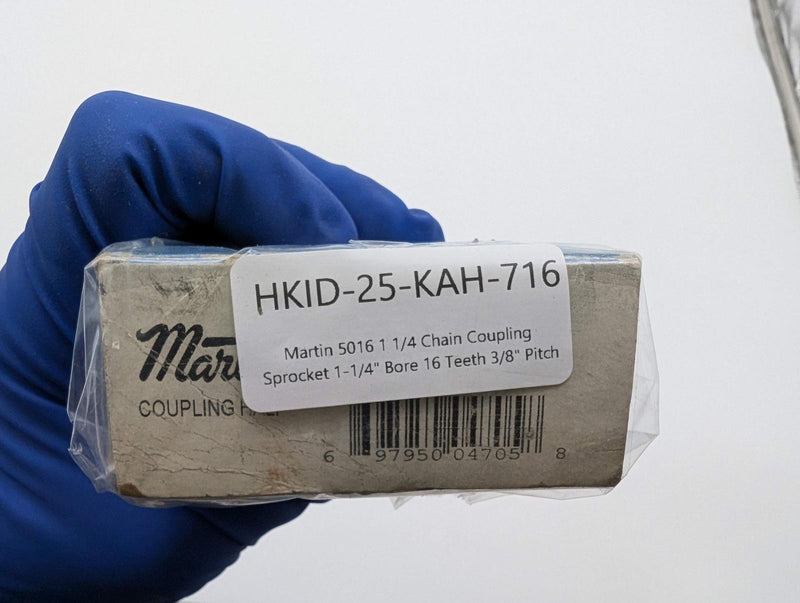 HKID-25-KAH-716
Martin 5016 1 1/4 Chain Coupling
Sprocket 1-1/4" Bore 16 Teeth 3/8" Pitch
COUPLING
6 97950 04705 8